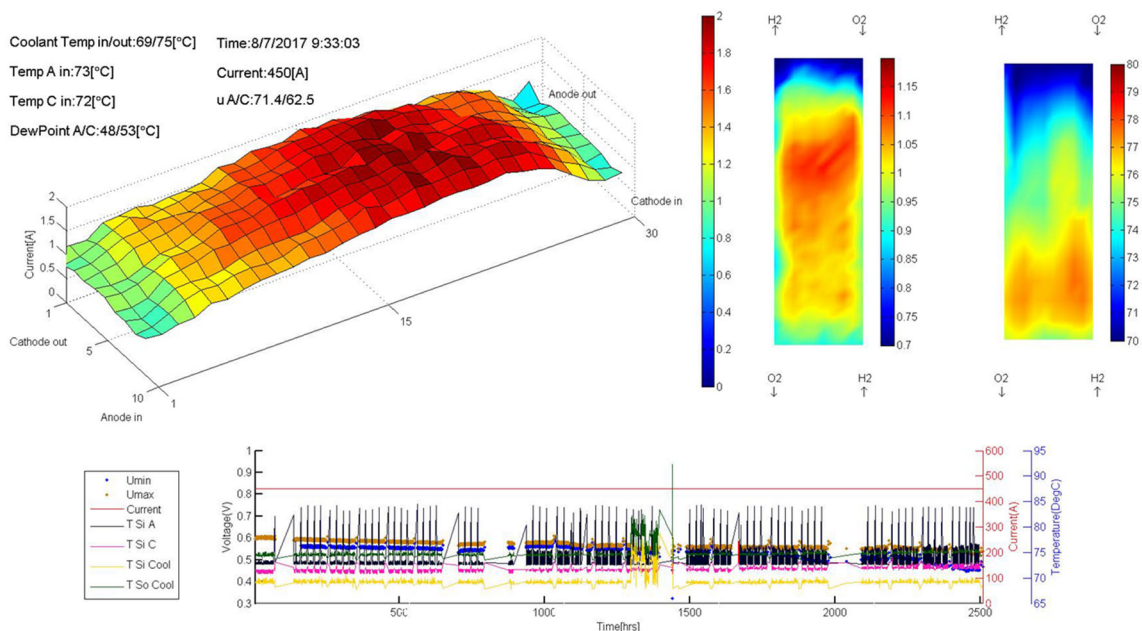 Coolant Temp in/out:69/75[°C]
Time:8/7/2017 9:33:03
Temp A in:73[°C]
Current:450[A]
Temp C in:72[°C]
u A/C:71.4/62.5
DewPoint A/C:48/53[°C]
Anode out
Cathode in
30
15
2
1.5
1
0.5
0
Current[A]
1
Cathode out
5
10
1
Anode in
2
1.8
1.6
1.4
1.2
1
0.8
0.6
0.4
0.2
0
H2
O2
1.15
1.1
1.05
1
0.95
0.9
0.85
0.8
0.75
0.7
O2
H2
H2
O2
80
79
78
77
76
75
74
73
72
71
70
O2
H2
Umin
Umax
Current
T Si A
T Si C
T Si Cool
T So Cool
1
0.9
0.8
0.7
0.6
0.5
0.4
0.3
Voltage(V)
500
1000
1500
2000
2500
Time[hrs]
600
500
400
300
200
100
0
Current(A)
95
90
85
80
75
70
65
Temperature(DegC)